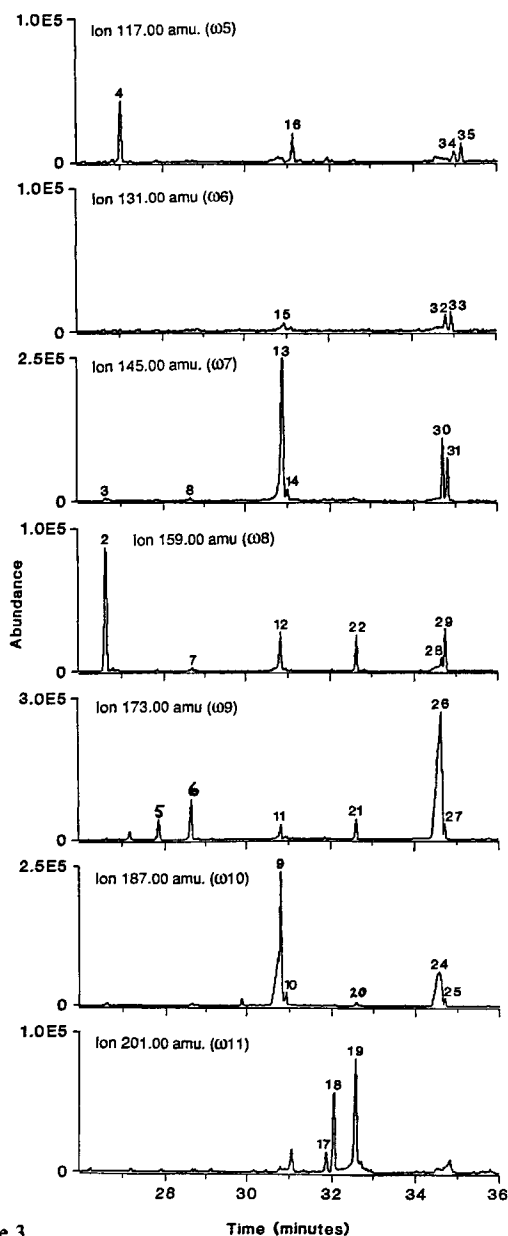 1.0E5
Ion 117.00 amu. (ω5)
4
16
34
35
0
1.0E5
Ion 131.00 amu (ω6)
15
32
33
0
2.5E5
Ion 145.00 amu. (ω7)
13
30
31
3
8
14
0
1.0E5
2
Ion 159.00 amu (ω8)
12
22
29
28
7
0
Abundance
3.0E5
Ion 173.00 amu (ω9)
26
6
5
11
21
27
0
2.5E5
Ion 187.00 amu. (ω10)
9
24
10
20
25
0
1.0E5
Ion 201.00 amu. (ω11)
19
18
17
0
28
30
32
34
36
Time (minutes)